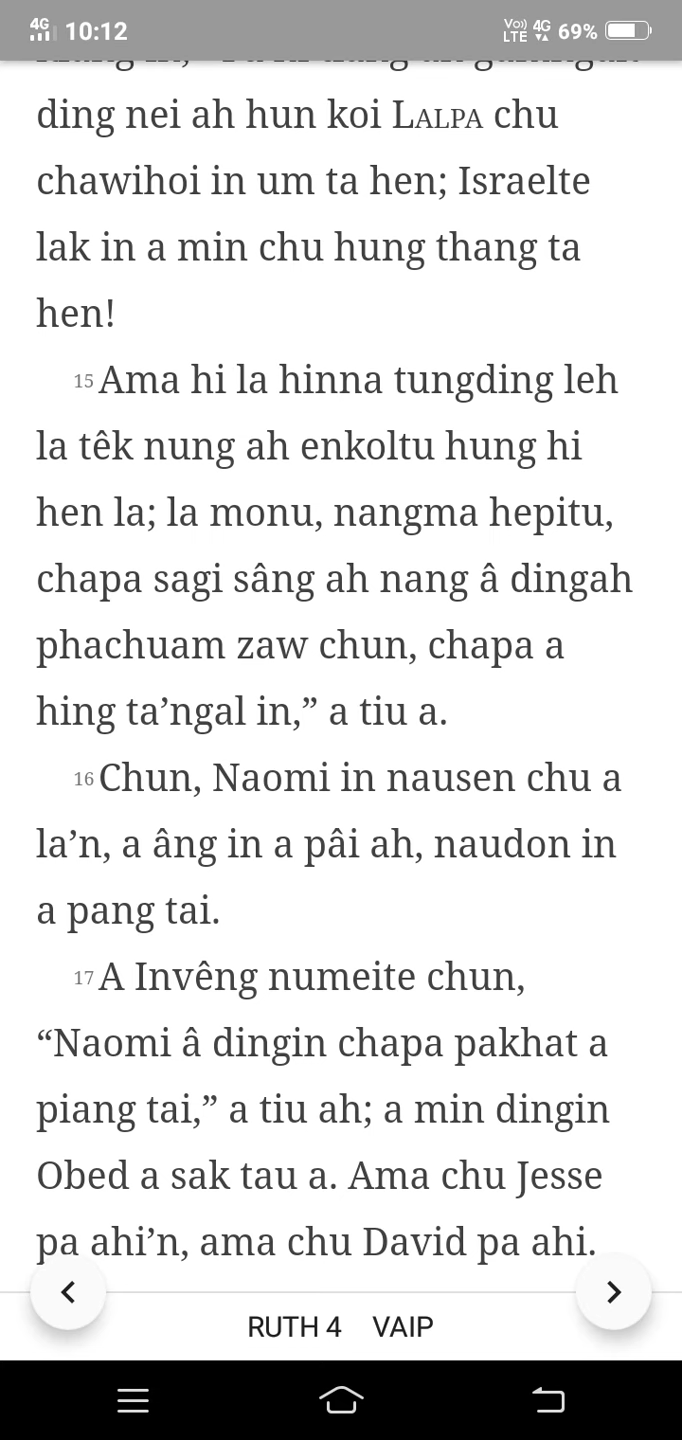 4G 10:12 Vo)) LTE 4G 69%
ding nei ah hun koi LALPA chu
chawihoi in um ta hen; Israelte
lak in a min chu hung thang ta
hen!
15 Ama hi la hinna tungding leh
la têk nung ah enkoltu hung hi
hen la; la monu, nangma hepitu,
chapa sagi sâng ah nang â dingah
phachuam zaw chun, chapa a
hing ta’ngal in,” a tiu a.
16 Chun, Naomi in nausen chu a
la’n, a âng in a pâi ah, naudon in
a pang tai.
17 A Invêng numeite chun,
“Naomi â dingin chapa pakhat a
piang tai,” a tiu ah; a min dingin
Obed a sak tau a. Ama chu Jesse
pa ahi’n, ama chu David pa ahi.
RUTH 4 VAIP